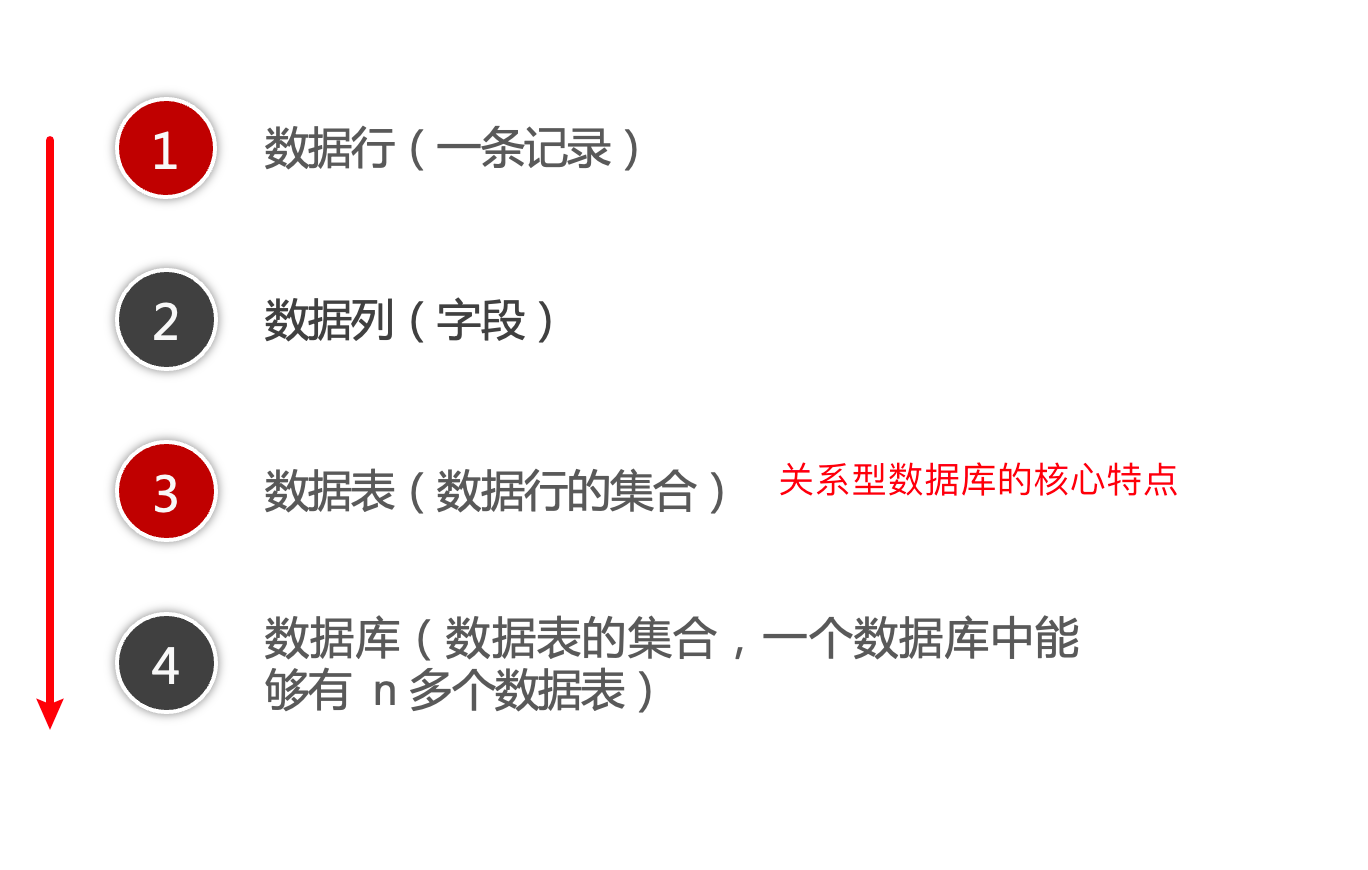 1
数据行（一条记录）
2
数据列（字段）
3
数据表（数据行的集合）
关系型数据库的核心特点
4
数据库（数据表的集合，一个数据库中能
够有 n 多个数据表）